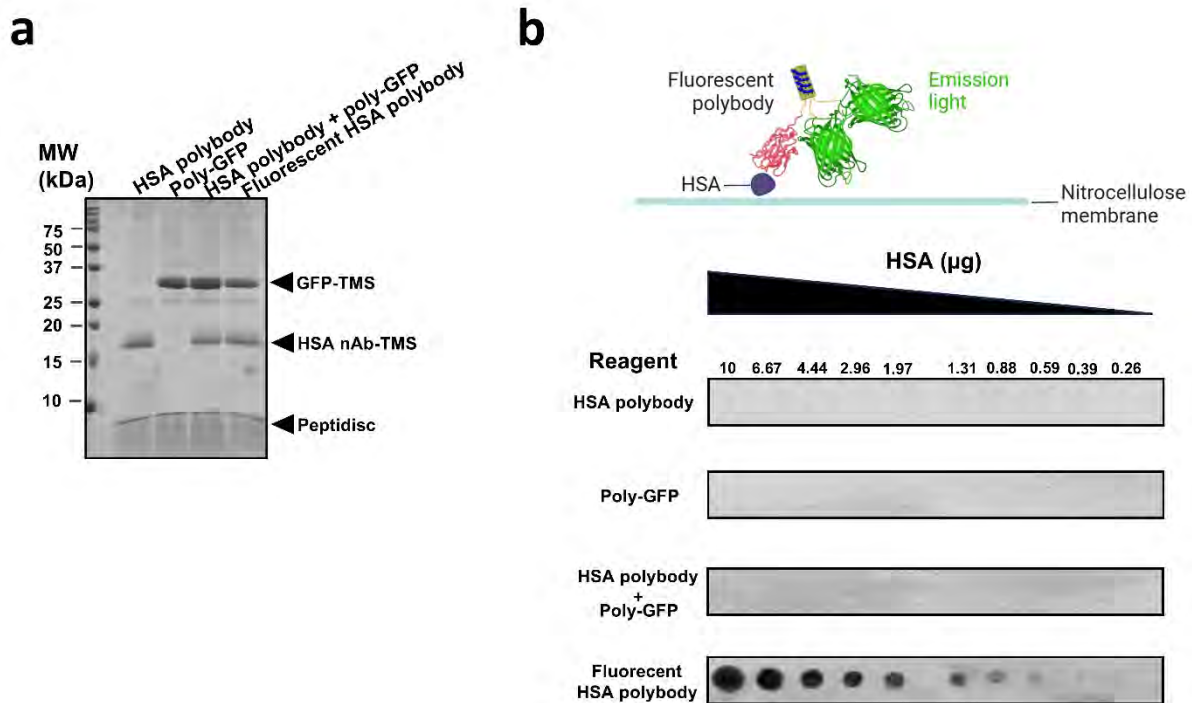 a
HSA polybody
Poly-GFP
HSA polybody + poly-GFP
Fluorescent HSA polybody
MW
(kDa)
75
50
37
25
20
15
10
GFP-TMS
HSA nAb-TMS
Peptidisc
b
Fluorescent
polybody
Emission
light
HSA
Nitrocellulose
membrane
HSA (µg)
Reagent
10 6.67 4.44 2.96 1.97 1.31 0.88 0.59 0,39 0.26
HSA polybody
Poly-GFP
HSA polybody
+
Poly-GFP
Fluorecent
HSA polybody